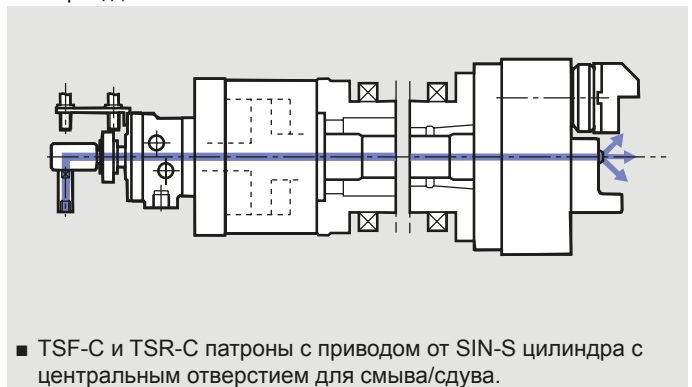 ■ TSF-C и TSR-C патроны с приводом от SIN-S цилиндра с
центральным отверстием для смыва/сдува.